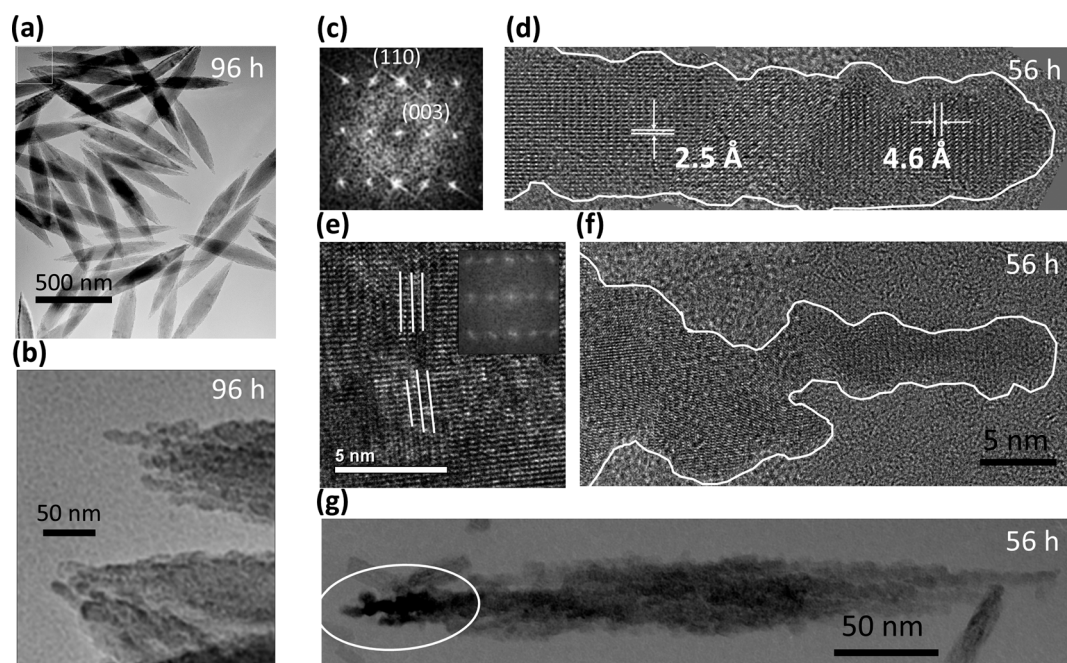 (a)
96 h
500 nm
(b)
96 h
50 nm
(c)
(110)
(003)
(d)
56 h
2.5 Å
4.6 Å
(e)
5 nm
(f)
56 h
5 nm
(g)
56 h
50 nm